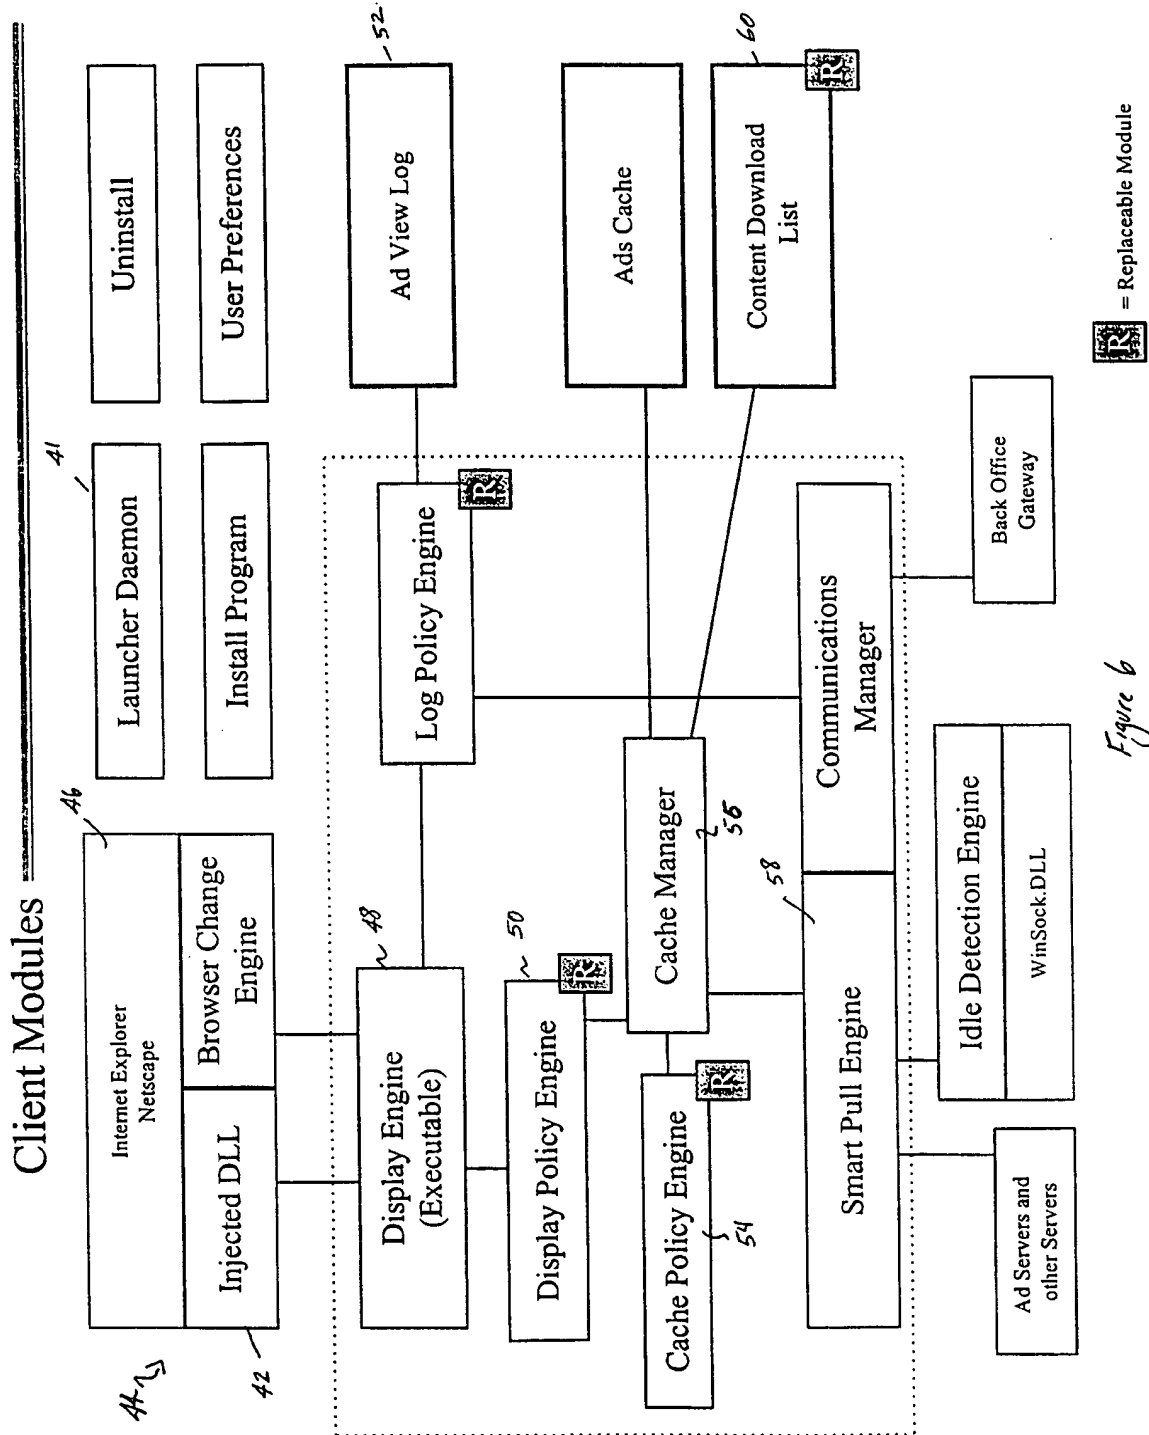 Client Modules
44
46
Internet Explorer
Netscape
42
Injected DLL
Browser Change
Engine
Launcher Daemon
41
Install Program
Uninstall
User Preferences
48
Display Engine
(Executable)
Log Policy Engine
R
Ad View Log
52
50
Display Policy Engine
R
Cache Policy Engine
R
54
Cache Manager
56
Ads Cache
60
Content Download
List
R
58
Smart Pull Engine
Communications
Manager
Ad Servers and
other Servers
Idle Detection Engine
WinSock.DLL
Back Office
Gateway
Figure 6
R = Replaceable Module